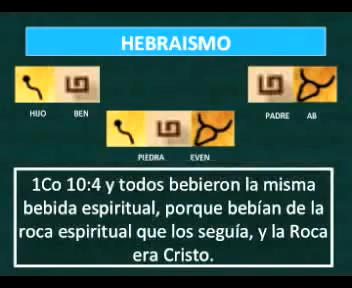 HEBRAISMO
HIJO BEN
PADRE AB
PIEDRA EVEN
1Co 10:4 y todos bebieron la misma
bebida espiritual, porque bebían de la
roca espiritual que los seguía, y la Roca
era Cristo.